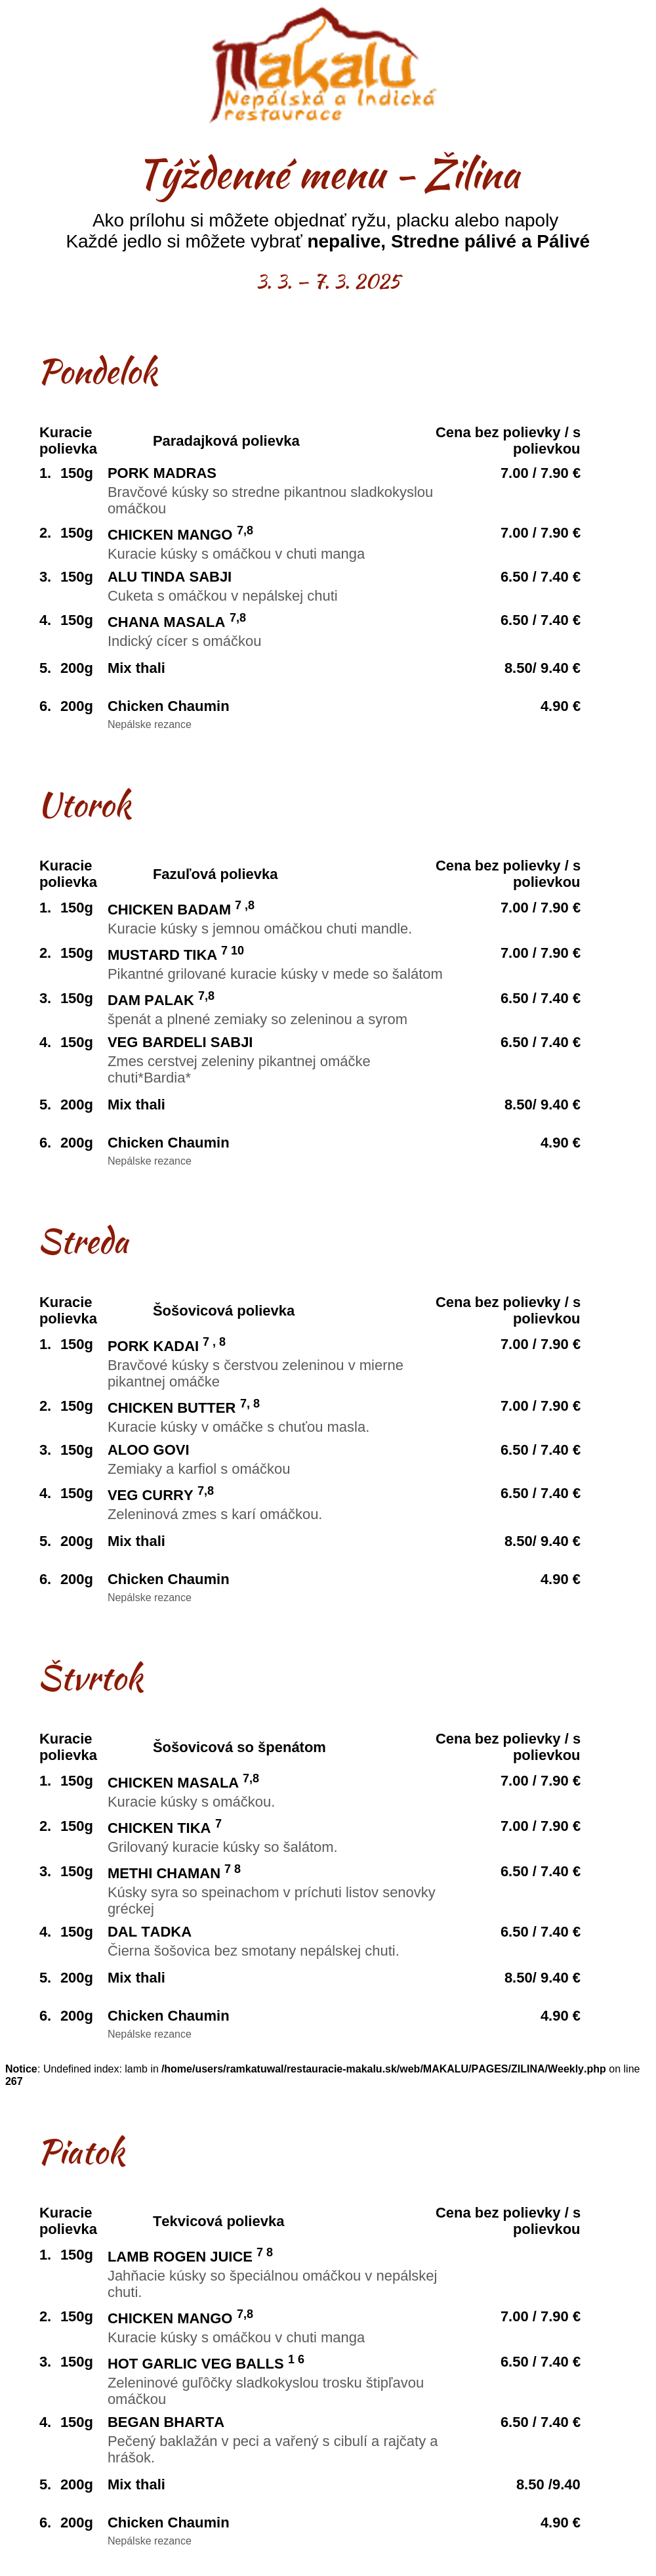 makalu
Nepálská a Indická
restaurace
Týždenné menu - Žilina
Ako prílohu si môžete objednať ryžu, placku alebo napoly
Každé jedlo si môžete vybrať nepalive, Stredne pálivé a Pálivé
3. 3. – 7. 3. 2025
Pondelok
Kuracie polievka Paradajková polievka Cena bez polievky / s polievkou
1. 150g PORK MADRAS 7.00 / 7.90 €
Bravčové kúsky so stredne pikantnou sladkokyslou
omáčkou
2. 150g CHICKEN MANGO 7,8 7.00 / 7.90 €
Kuracie kúsky s omáčkou v chuti manga
3. 150g ALU TINDA SABJI 6.50 / 7.40 €
Cuketa s omáčkou v nepálskej chuti
4. 150g CHANA MASALA 7,8 6.50 / 7.40 €
Indický cícer s omáčkou
5. 200g Mix thali 8.50/ 9.40 €
6. 200g Chicken Chaumin 4.90 €
Nepálske rezance
Utorok
Kuracie polievka Fazuľová polievka Cena bez polievky / s polievkou
1. 150g CHICKEN BADAM 7 ,8 7.00 / 7.90 €
Kuracie kúsky s jemnou omáčkou chuti mandle.
2. 150g MUSTARD TIKA 7 10 7.00 / 7.90 €
Pikantné grilované kuracie kúsky v mede so šalátom
3. 150g DAM PALAK 7,8 6.50 / 7.40 €
špenát a plnené zemiaky so zeleninou a syrom
4. 150g VEG BARDELI SABJI 6.50 / 7.40 €
Zmes cerstvej zeleniny pikantnej omáčke
chuti*Bardia*
5. 200g Mix thali 8.50/ 9.40 €
6. 200g Chicken Chaumin 4.90 €
Nepálske rezance
Streda
Kuracie polievka Šošovicová polievka Cena bez polievky / s polievkou
1. 150g PORK KADAI 7 , 8 7.00 / 7.90 €
Bravčové kúsky s čerstvou zeleninou v mierne
pikantnej omáčke
2. 150g CHICKEN BUTTER 7, 8 7.00 / 7.90 €
Kuracie kúsky v omáčke s chuťou masla.
3. 150g ALOO GOVI 6.50 / 7.40 €
Zemiaky a karfiol s omáčkou
4. 150g VEG CURRY 7,8 6.50 / 7.40 €
Zeleninová zmes s karí omáčkou.
5. 200g Mix thali 8.50/ 9.40 €
6. 200g Chicken Chaumin 4.90 €
Nepálske rezance
Štvrtok
Kuracie polievka Šošovicová so špenátom Cena bez polievky / s polievkou
1. 150g CHICKEN MASALA 7,8 7.00 / 7.90 €
Kuracie kúsky s omáčkou.
2. 150g CHICKEN TIKA 7 7.00 / 7.90 €
Grilovaný kuracie kúsky so šalátom.
3. 150g METHI CHAMAN 7 8 6.50 / 7.40 €
Kúsky syra so speinachom v príchuti listov senovky
gréckej
4. 150g DAL TADKA 6.50 / 7.40 €
Čierna šošovica bez smotany nepálskej chuti.
5. 200g Mix thali 8.50/ 9.40 €
6. 200g Chicken Chaumin 4.90 €
Nepálske rezance
Notice: Undefined index: lamb in /home/users/ramkatuwal/restauracie-makalu.sk/web/MAKALU/PAGES/ZILINA/Weekly.php on line
267
Piatok
Kuracie polievka Tekvicová polievka Cena bez polievky / s polievkou
1. 150g LAMB ROGEN JUICE 7 8
Jahňacie kúsky so špeciálnou omáčkou v nepálskej
chuti.
2. 150g CHICKEN MANGO 7,8 7.00 / 7.90 €
Kuracie kúsky s omáčkou v chuti manga
3. 150g HOT GARLIC VEG BALLS 1 6 6.50 / 7.40 €
Zeleninové guľôčky sladkokyslou trosku štipľavou
omáčkou
4. 150g BEGAN BHARTA 6.50 / 7.40 €
Pečený baklažán v peci a vařený s cibulí a rajčaty a
hrášok.
5. 200g Mix thali 8.50 /9.40
6. 200g Chicken Chaumin 4.90 €
Nepálske rezance